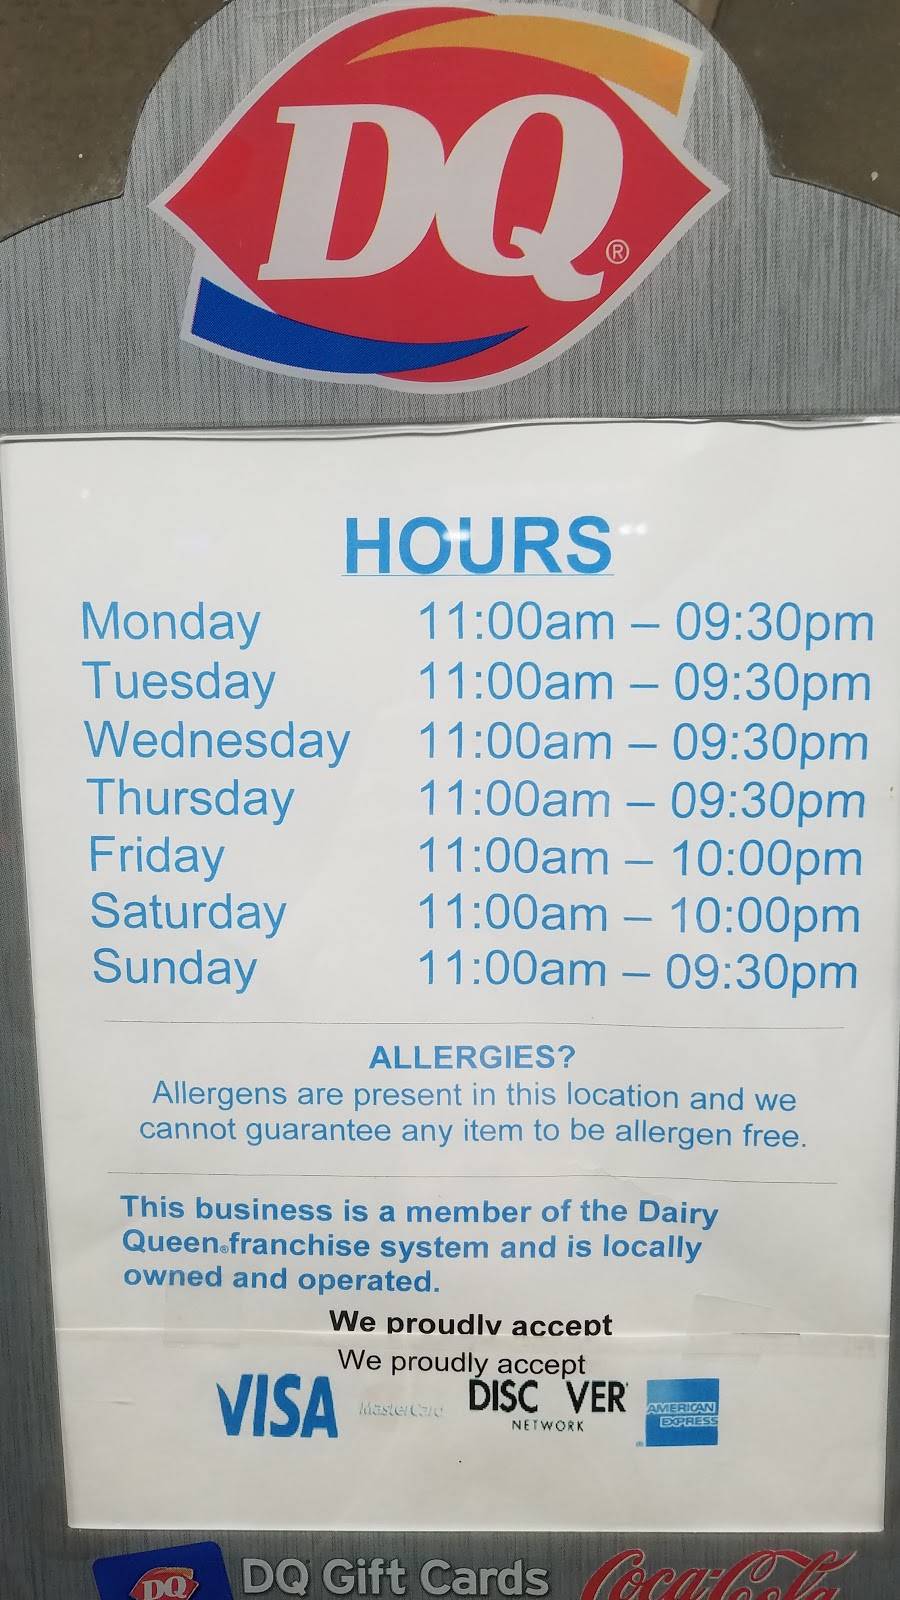 DQ®
HOURS
Monday 11:00am – 09:30pm
Tuesday 11:00am – 09:30pm
Wednesday 11:00am – 09:30pm
Thursday 11:00am – 09:30pm
Friday 11:00am – 10:00pm
Saturday 11:00am – 10:00pm
Sunday 11:00am – 09:30pm
ALLERGIES?
Allergens are present in this location and we
cannot guarantee any item to be allergen free.
This business is a member of the Dairy
Queen® franchise system and is locally
owned and operated.
We proudly accept
We proudly accept
VISA MasterCard DISC VER AMERICAN EXPRESS
NETWORK
DQ DQ Gift Cards Coca-Cola